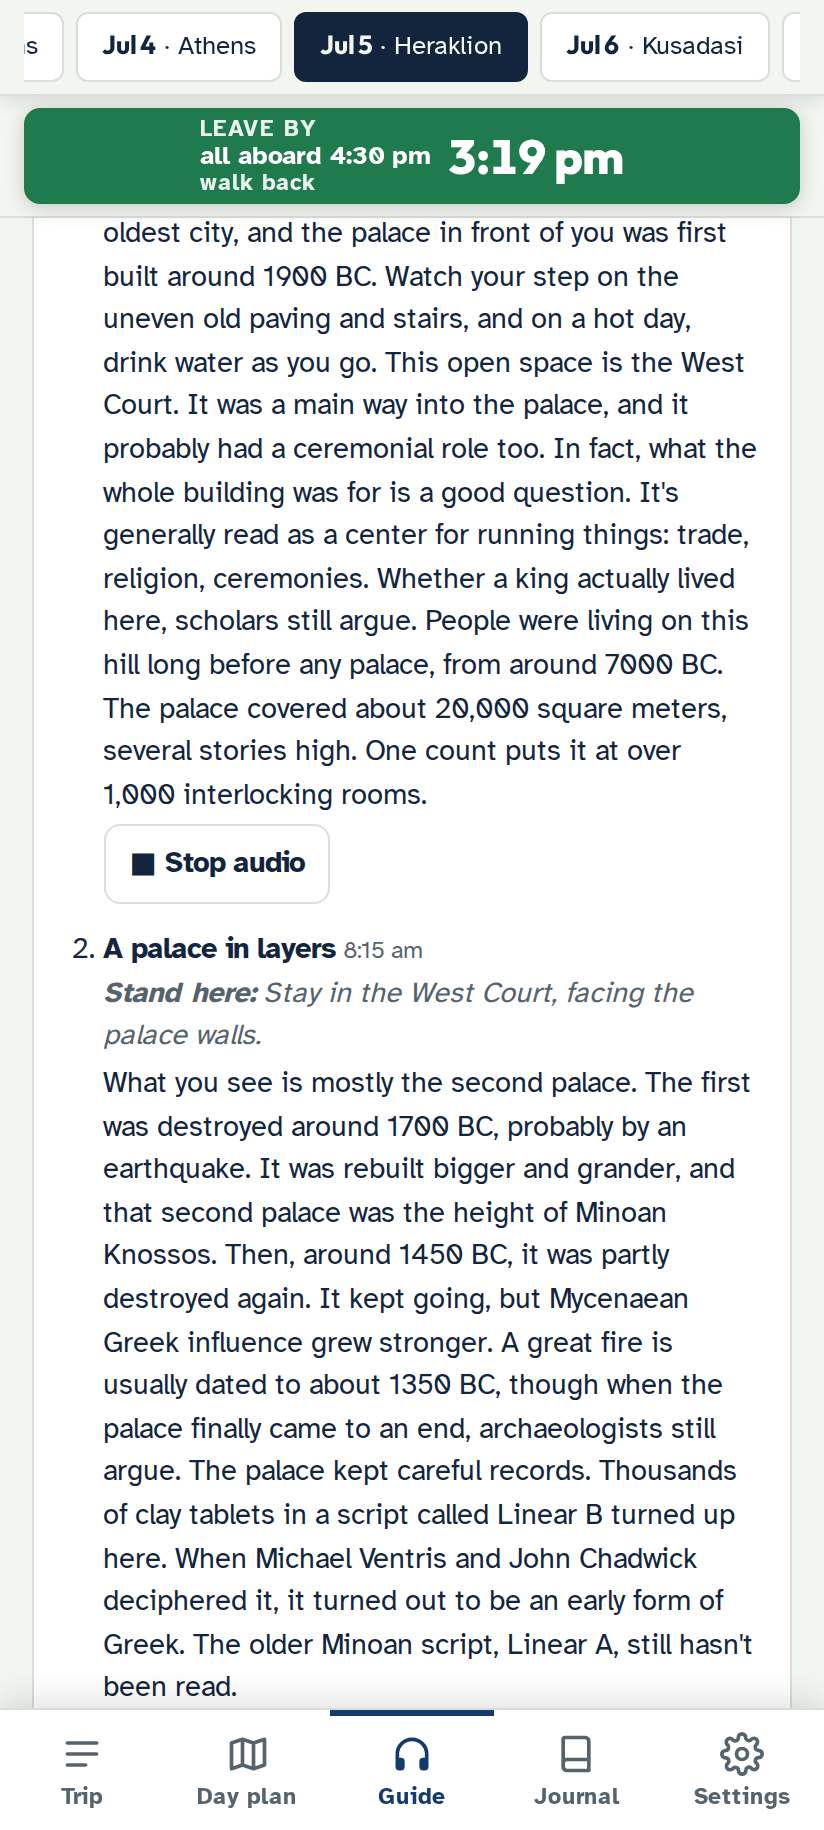 s
Jul 4 · Athens
Jul 5 · Heraklion
Jul 6 · Kusadasi
LEAVE BY
all aboard 4:30 pm
walk back
3:19 pm
oldest city, and the palace in front of you was first
built around 1900 BC. Watch your step on the
uneven old paving and stairs, and on a hot day,
drink water as you go. This open space is the West
Court. It was a main way into the palace, and it
probably had a ceremonial role too. In fact, what the
whole building was for is a good question. It's
generally read as a center for running things: trade,
religion, ceremonies. Whether a king actually lived
here, scholars still argue. People were living on this
hill long before any palace, from around 7000 BC.
The palace covered about 20,000 square meters,
several stories high. One count puts it at over
1,000 interlocking rooms.
Stop audio
2. A palace in layers 8:15 am
Stand here: Stay in the West Court, facing the
palace walls.
What you see is mostly the second palace. The first
was destroyed around 1700 BC, probably by an
earthquake. It was rebuilt bigger and grander, and
that second palace was the height of Minoan
Knossos. Then, around 1450 BC, it was partly
destroyed again. It kept going, but Mycenaean
Greek influence grew stronger. A great fire is
usually dated to about 1350 BC, though when the
palace finally came to an end, archaeologists still
argue. The palace kept careful records. Thousands
of clay tablets in a script called Linear B turned up
here. When Michael Ventris and John Chadwick
deciphered it, it turned out to be an early form of
Greek. The older Minoan script, Linear A, still hasn't
been read.
Trip
Day plan
Guide
Journal
Settings